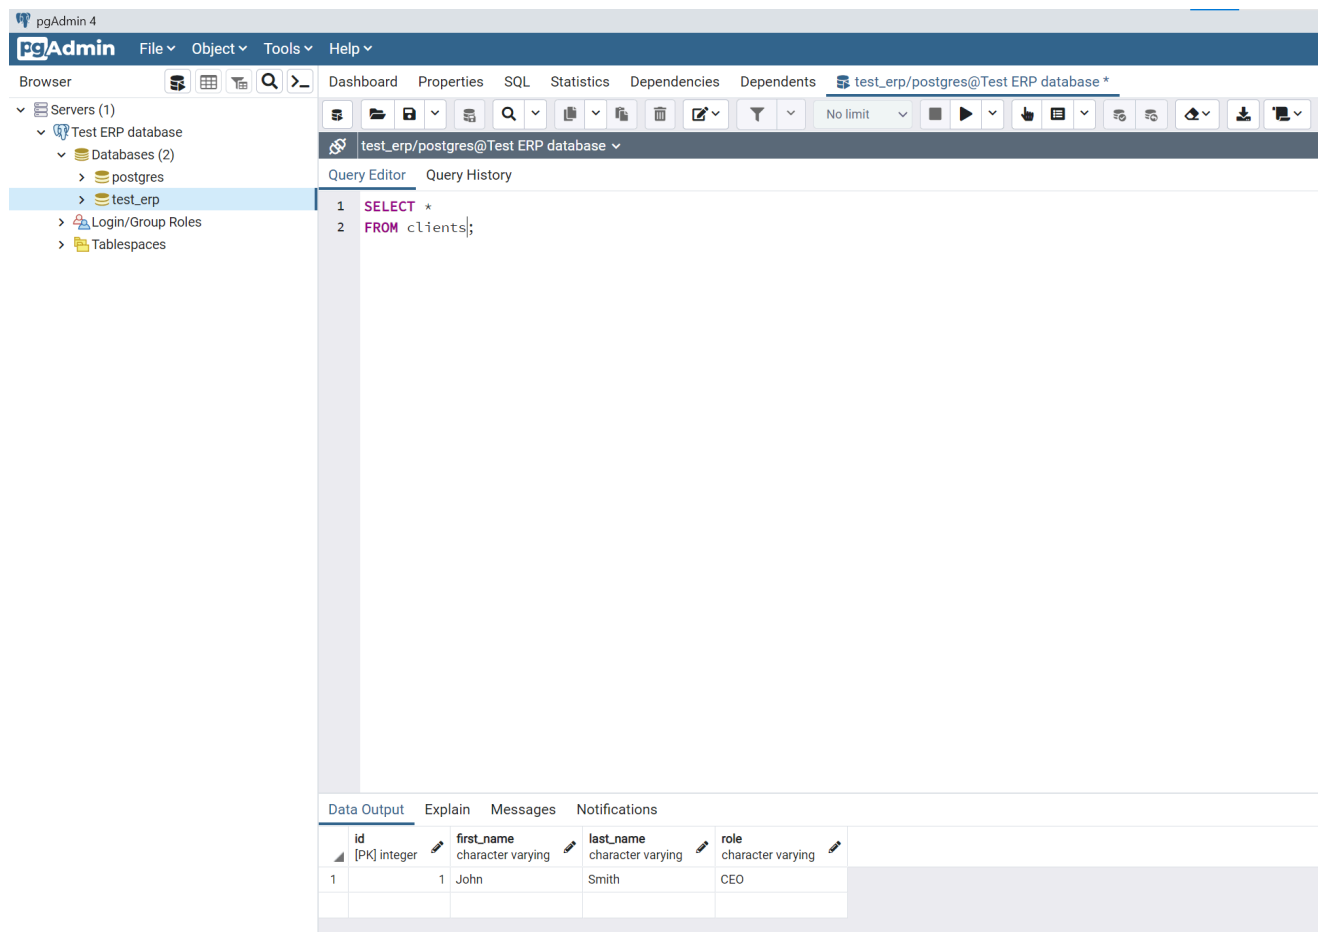 pgAdmin 4
pgAdmin File Object Tools Help
Browser
Dashboard Properties SQL Statistics Dependencies Dependents test_erp/postgres@Test ERP database *
Servers (1)
Test ERP database
Databases (2)
postgres
test_erp
Login/Group Roles
Tablespaces
No limit
test_erp/postgres@Test ERP database
Query Editor Query History
1 SELECT *
2 FROM clients;
Data Output Explain Messages Notifications
id first_name last_name role
[PK] integer character varying character varying character varying
1 1 John Smith CEO